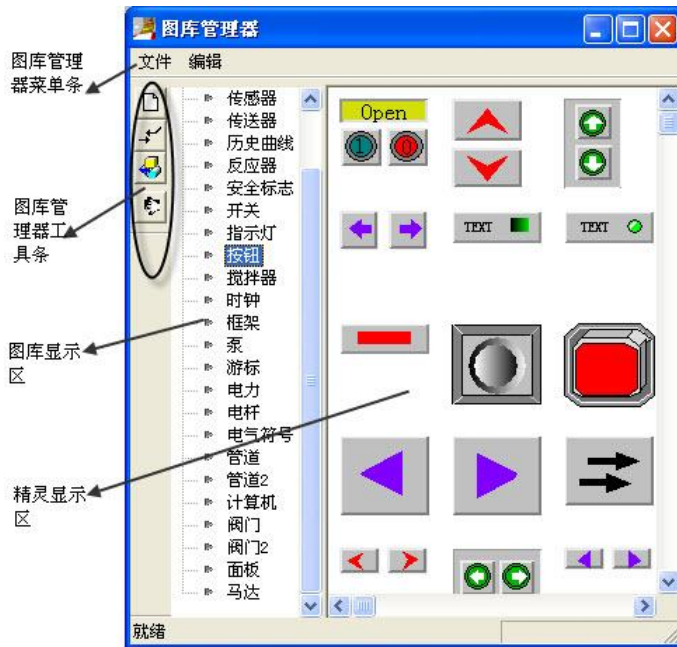 图库管理器
文件 编辑
图库管理
器菜单条
图库管
理器工
具条
图库显示
区
精灵显示
区
传感器
传送器
历史曲线
反应器
安全标志
开关
指示灯
按钮
搅拌器
时钟
框架
泵
游标
电力
电杆
电气符号
管道
管道2
计算机
阀门
阀门2
面板
马达
Open
1 0
TEXT TEXT
就绪